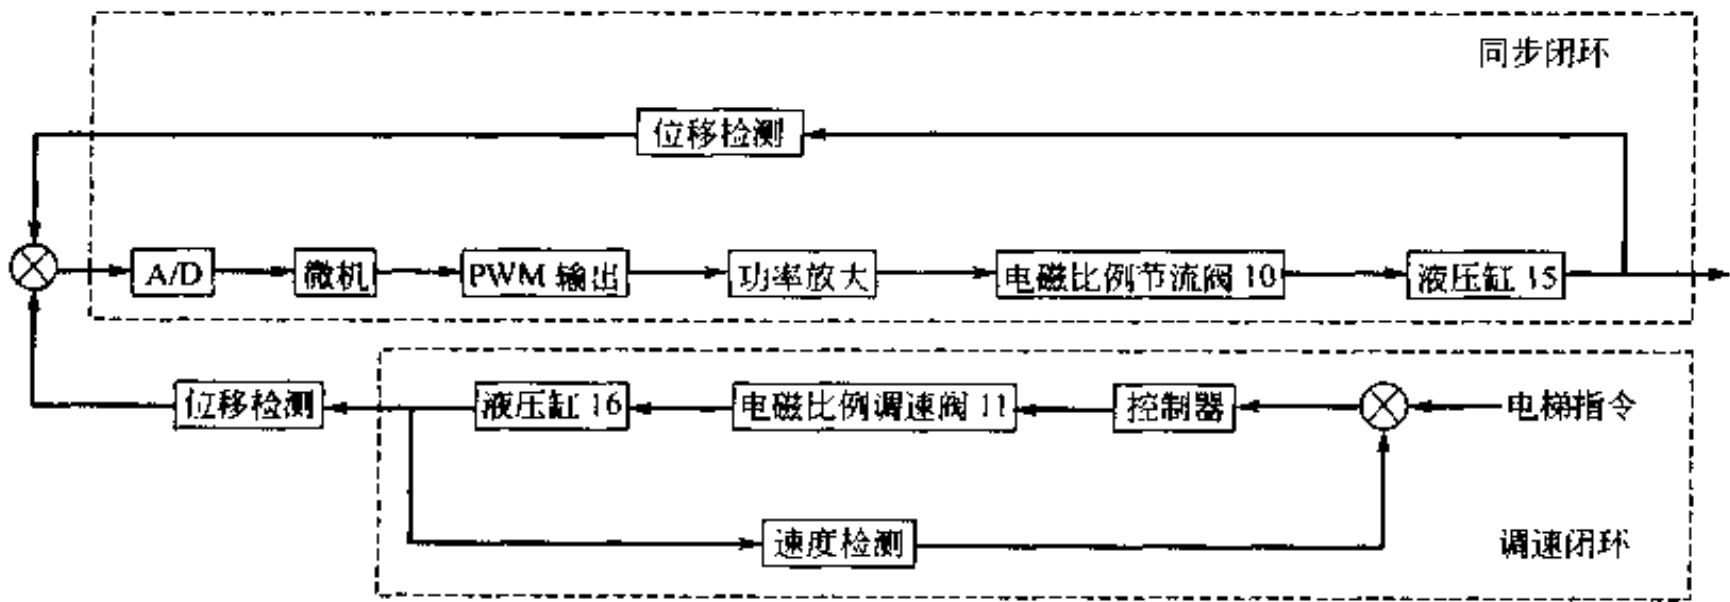 同步闭环
位移检测
A/D
微机
PWM 输出
功率放大
电磁比例节流阀 10
液压缸 15
位移检测
液压缸 16
电磁比例调速阀 11
控制器
电梯指令
速度检测
调速闭环